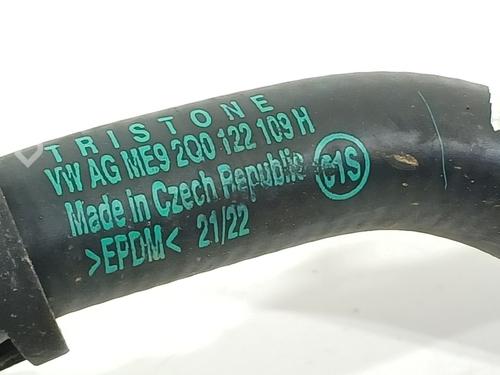 TRISTONE
VW AG ME9 2Q0 122 109 H
Made in Czech Republic C1S
>EPDM< 21/22